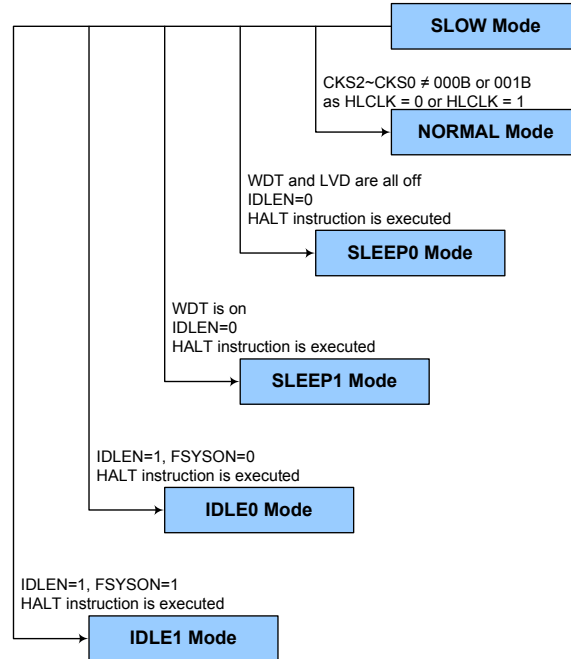 SLOW Mode
CKS2~CKS0 ≠ 000B or 001B
as HLCLK = 0 or HLCLK = 1
NORMAL Mode
WDT and LVD are all off
IDLEN=0
HALT instruction is executed
SLEEP0 Mode
WDT is on
IDLEN=0
HALT instruction is executed
SLEEP1 Mode
IDLEN=1, FSYSON=0
HALT instruction is executed
IDLE0 Mode
IDLEN=1, FSYSON=1
HALT instruction is executed
IDLE1 Mode